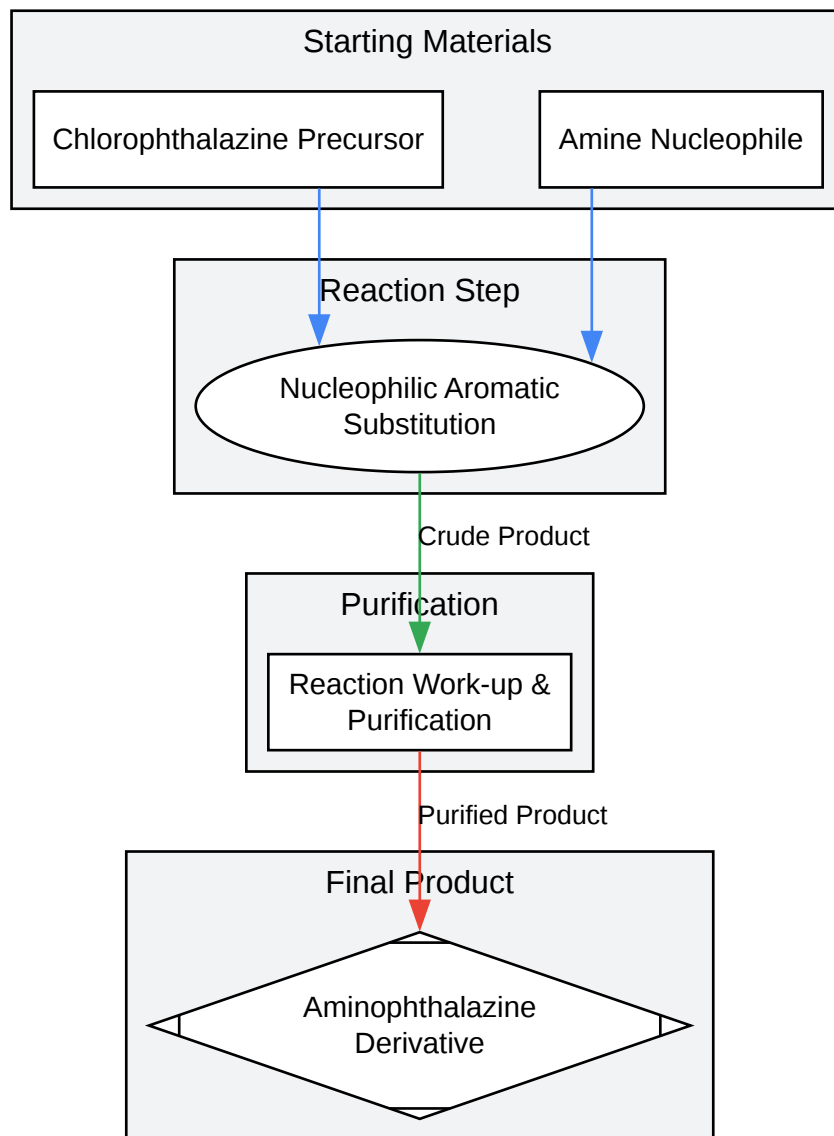 Starting Materials
Chlorophthalazine Precursor
Amine Nucleophile
Reaction Step
Nucleophilic Aromatic
Substitution
Crude Product
Purification
Reaction Work-up &
Purification
Purified Product
Final Product
Aminophthalazine
Derivative